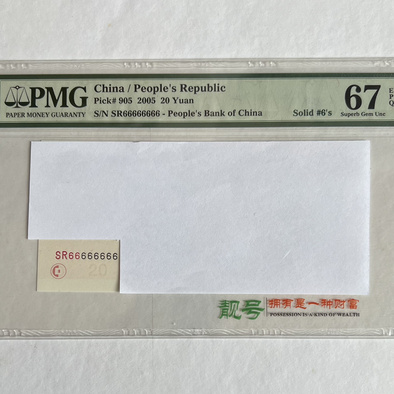 PMG
PAPER MONEY GUARANTY
China / People's Republic
Pick# 905 2005 20 Yuan
S/N SR66666666 - People's Bank of China
Solid #6's
67
Superb Gem Unc
E
P
Q
SR66666666
20
靓号
拥有是一种财富
POSSESSION IS A KIND OF WEALTH